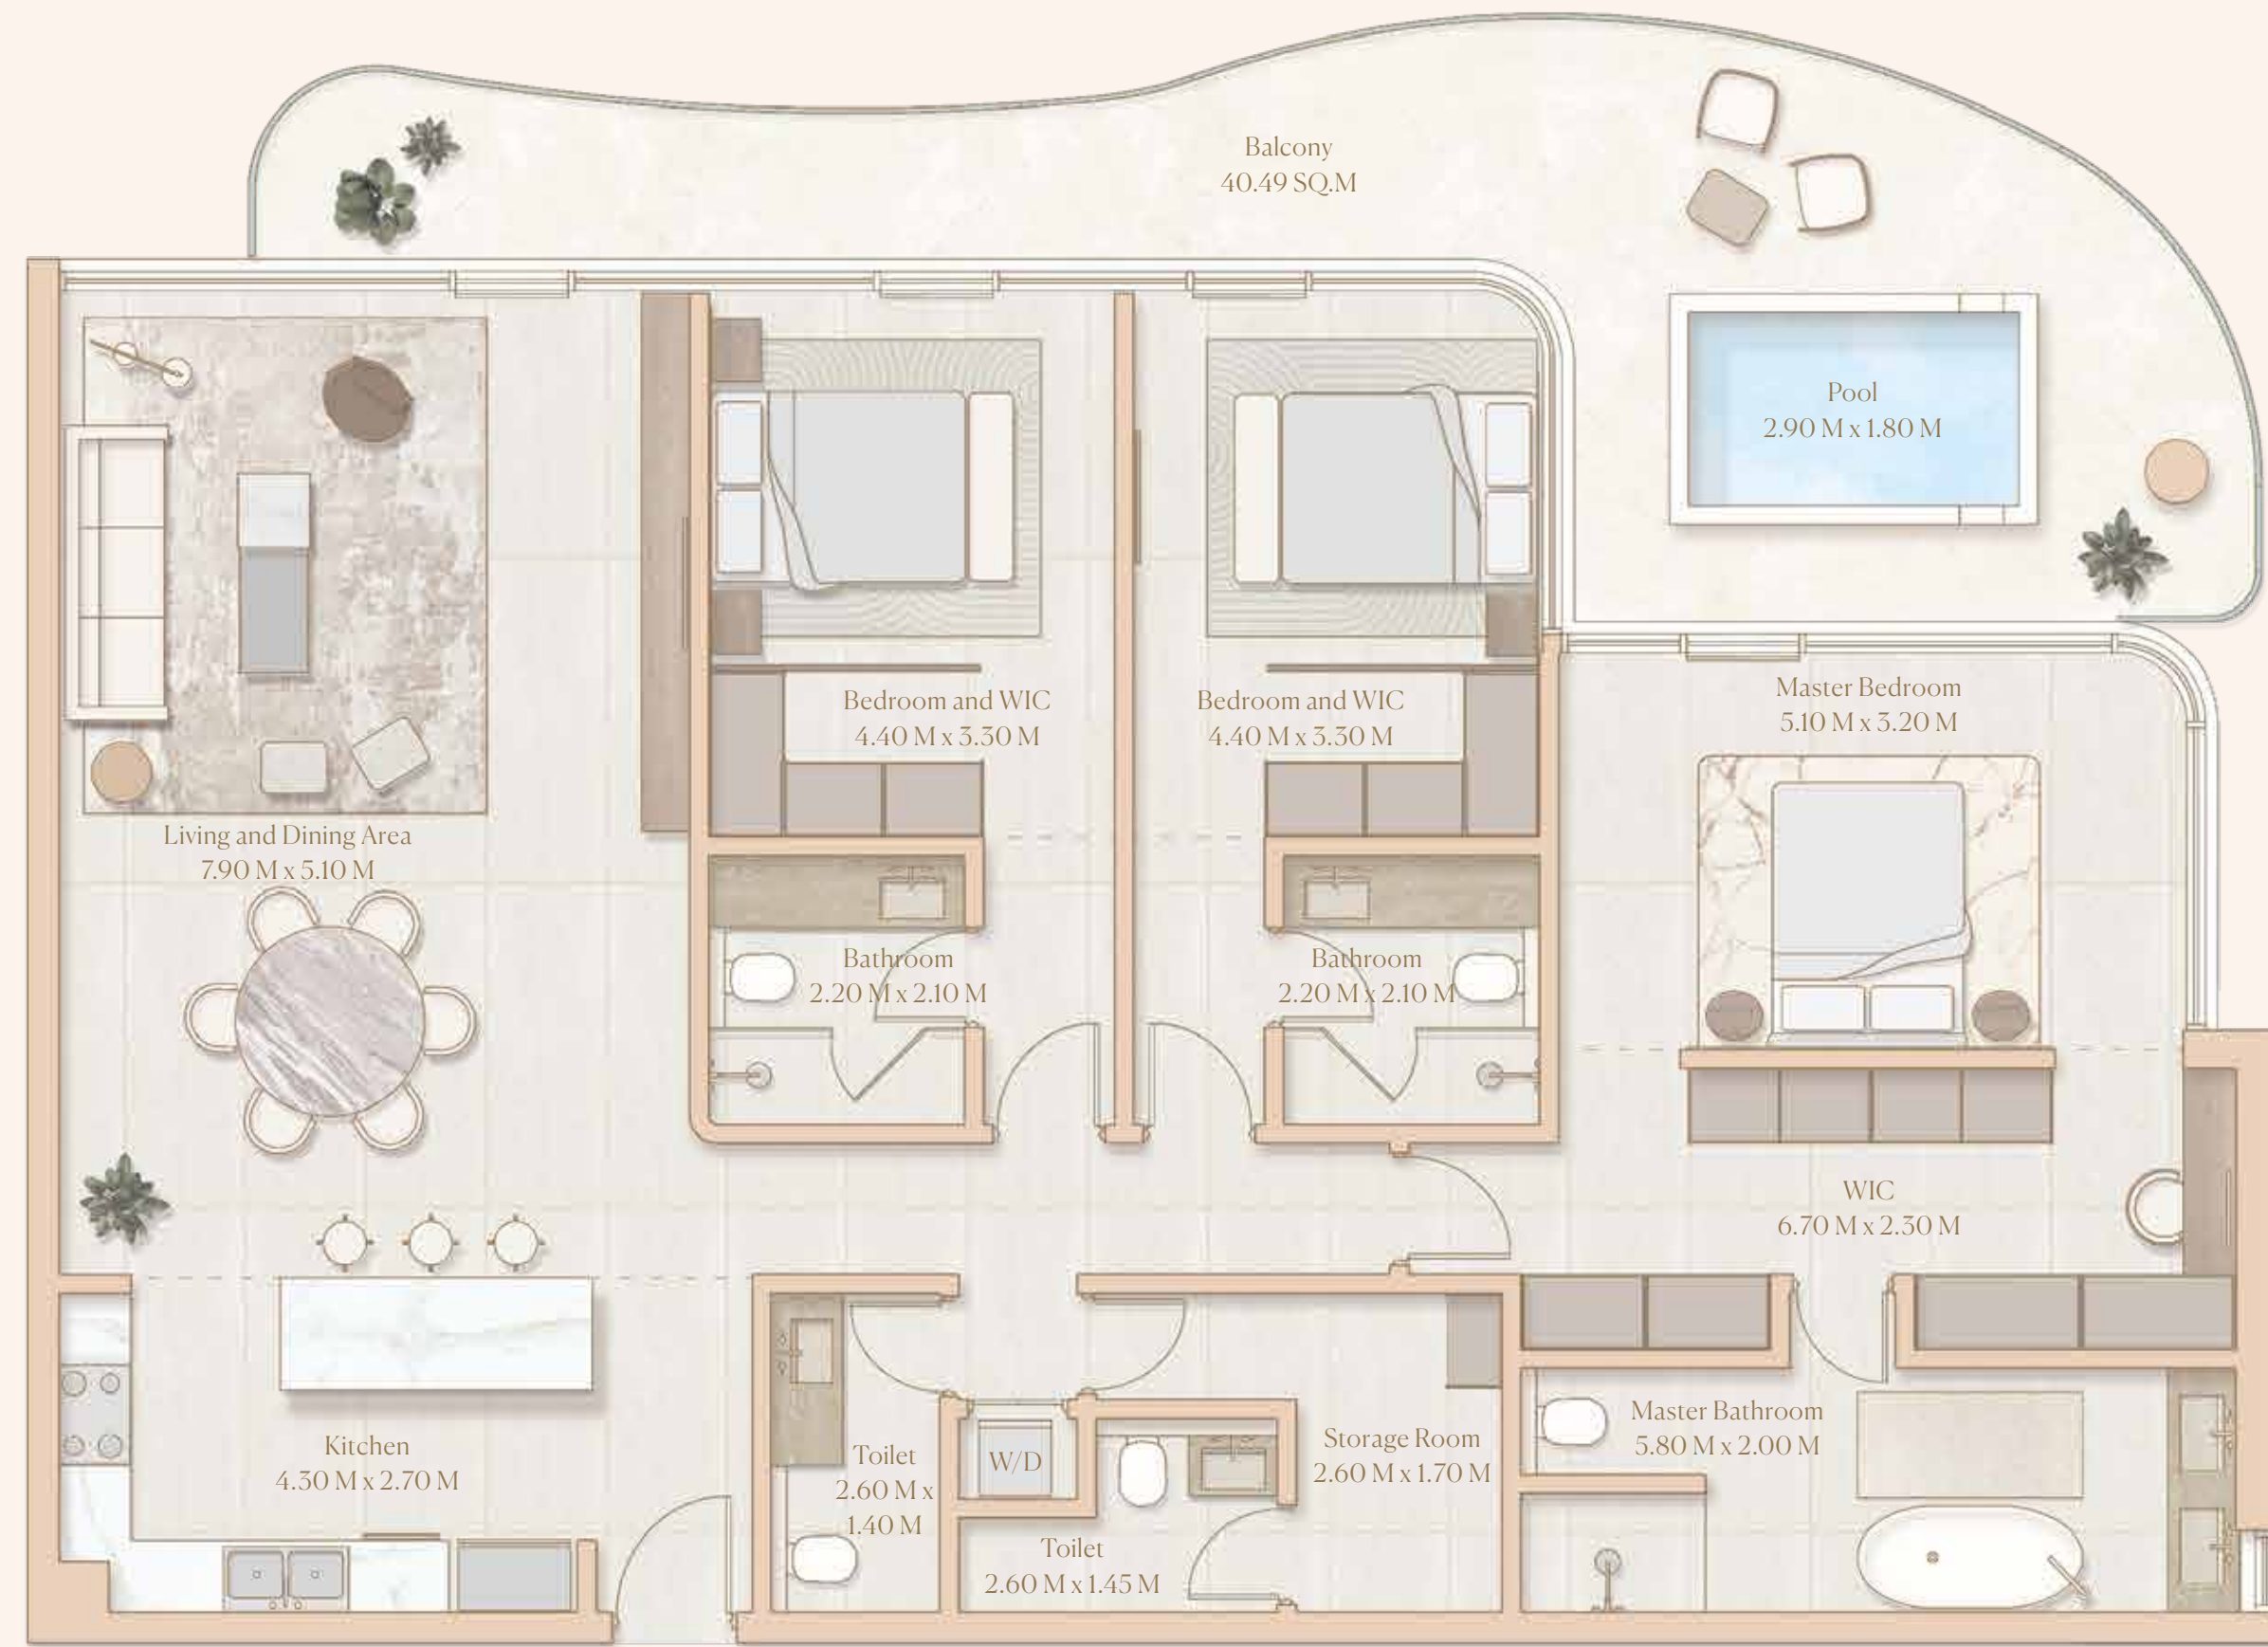 Balcony
40.49 SQ.M
Pool
2.90 M x 1.80 M
Bedroom and WIC
4.40 M x 3.30 M
Bedroom and WIC
4.40 M x 3.30 M
Master Bedroom
5.10 M x 3.20 M
Living and Dining Area
7.90 M x 5.10 M
Bathroom
2.20 M x 2.10 M
Bathroom
2.20 M x 2.10 M
WIC
6.70 M x 2.30 M
Kitchen
4.30 M x 2.70 M
Toilet
2.60 M x
1.40 M
W/D
Toilet
2.60 M x 1.45 M
Storage Room
2.60 M x 1.70 M
Master Bathroom
5.80 M x 2.00 M